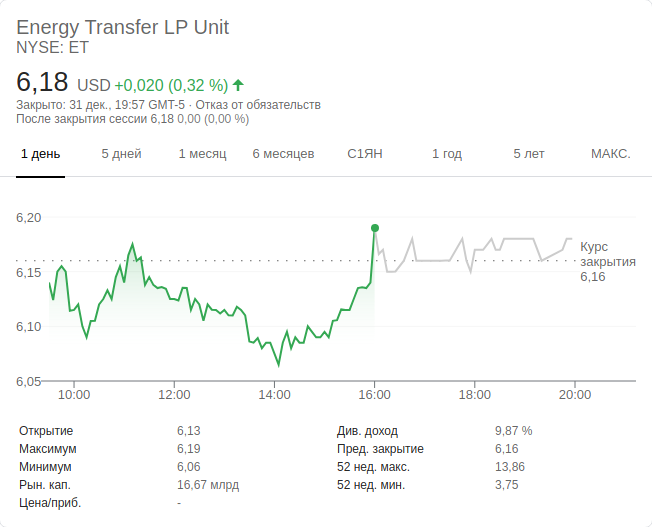 Energy Transfer LP Unit
NYSE: ET
6,18 USD +0,020 (0,32 %)
Закрыто: 31 дек., 19:57 GMT-5 · Отказ от обязательств
После закрытия сессии 6,18 0,00 (0,00 %)
1 день 5 дней 1 месяц 6 месяцев С1ЯН 1 год 5 лет МАКС.
6,20
Курс
закрытия
6,16
6,15
6,10
6,05
10:00 12:00 14:00 16:00 18:00 20:00
Открытие 6,13 Див. доход 9,87 %
Максимум 6,19 Пред. закрытие 6,16
Минимум 6,06 52 нед. макс. 13,86
Рын. кап. 16,67 млрд 52 нед. мин. 3,75
Цена/приб. -